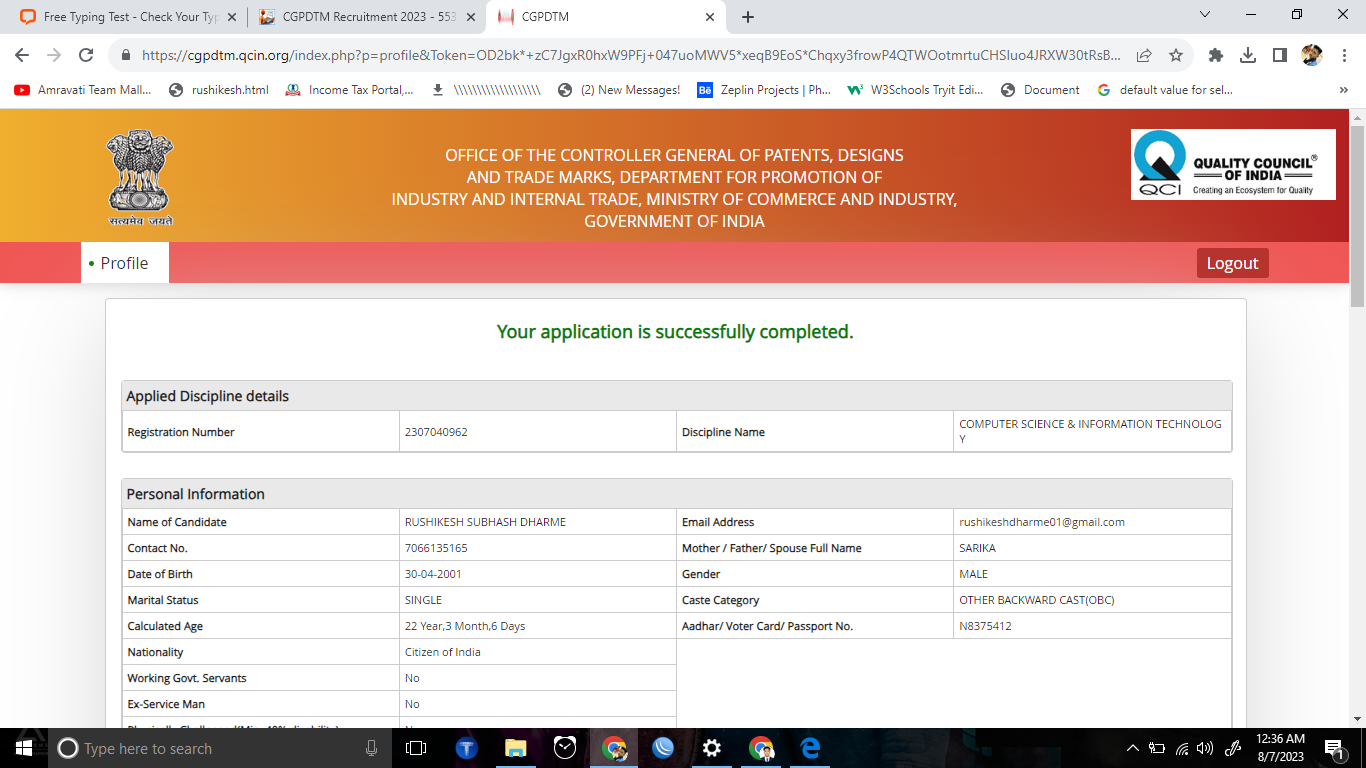 Free Typing Test - Check Your Typ
CGPDTM Recruitment 2023 - 553
CGPDTM
https://cgpdtm.qcin.org/index.php?p=profile&Token=OD2bk*+zC7JgxR0hxW9PFj+047uoMWV5*xeqB9EoS*Chqxy3frowP4QTWOotmrtuCHSIuo4JRXW30tRsB...
Amravati Team Mall...
rushikesh.html
Income Tax Portal,...
\\\\\\\\\\\\\\\\\\
(2) New Messages!
Bē
Zeplin Projects | Ph...
W3Schools Tryit Edi...
Document
G
default value for sel...
सत्यमेव जयते
OFFICE OF THE CONTROLLER GENERAL OF PATENTS, DESIGNS
AND TRADE MARKS, DEPARTMENT FOR PROMOTION OF
INDUSTRY AND INTERNAL TRADE, MINISTRY OF COMMERCE AND INDUSTRY,
GOVERNMENT OF INDIA
QCI
QUALITY COUNCIL®
OF INDIA
Creating an Ecosystem for Quality
Profile
Logout
Your application is successfully completed.
Applied Discipline details
Registration Number 2307040962 Discipline Name COMPUTER SCIENCE & INFORMATION TECHNOLOG
Y
Personal Information
Name of Candidate RUSHIKESH SUBHASH DHARME Email Address rushikeshdharme01@gmail.com
Contact No. 7066135165 Mother / Father/ Spouse Full Name SARIKA
Date of Birth 30-04-2001 Gender MALE
Marital Status SINGLE Caste Category OTHER BACKWARD CAST(OBC)
Calculated Age 22 Year,3 Month,6 Days Aadhar/ Voter Card/ Passport No. N8375412
Nationality Citizen of India
Working Govt. Servants No
Ex-Service Man No
Type here to search
T
12:36 AM
8/7/2023
1